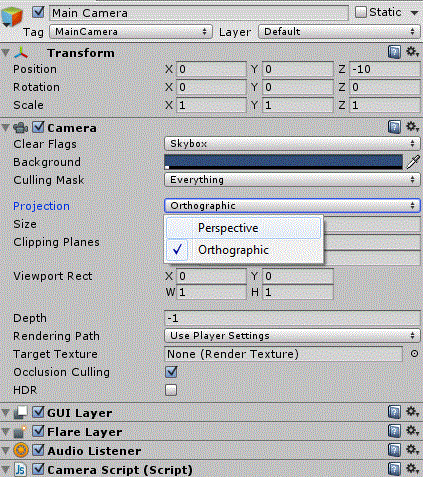 Main Camera Static
Tag MainCamera Layer Default
Transform
Position X 0 Y 0 Z -10
Rotation X 0 Y 0 Z 0
Scale X 1 Y 1 Z 1
Camera
Clear Flags Skybox
Background
Culling Mask Everything
Projection Orthographic
Size
Perspective
Clipping Planes
Orthographic
Viewport Rect X 0 Y 0
W 1 H 1
Depth -1
Rendering Path Use Player Settings
Target Texture None (Render Texture)
Occlusion Culling
HDR
GUI Layer
Flare Layer
Audio Listener
Js Camera Script (Script)